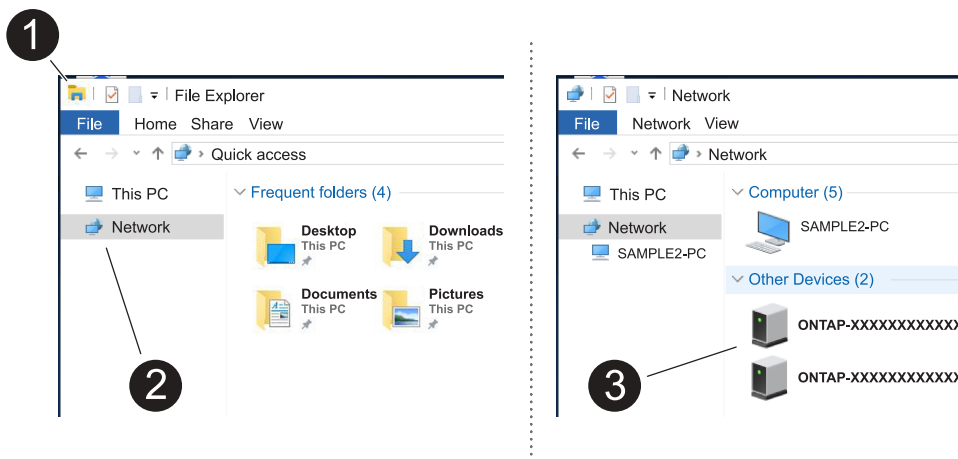 1
File Explorer
File Home Share View
Quick access
This PC
Network
Frequent folders (4)
Desktop
This PC
Downloads
This PC
Documents
This PC
Pictures
This PC
2
Network
File Network View
Network
This PC
Network
SAMPLE2-PC
Computer (5)
SAMPLE2-PC
Other Devices (2)
ONTAP-XXXXXXXXXXXX
ONTAP-XXXXXXXXXXXX
3